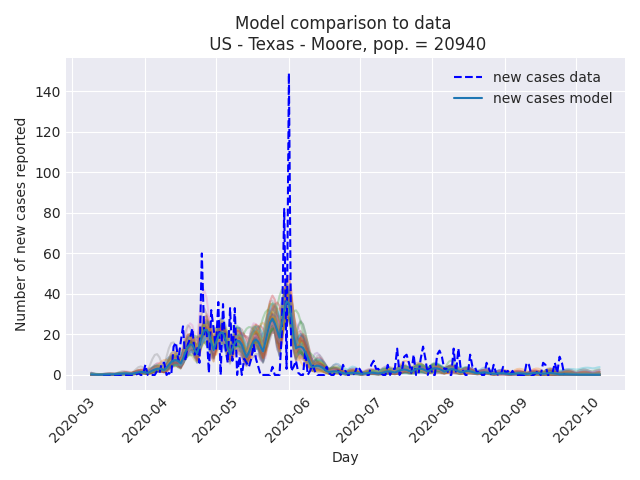 Model comparison to data
US - Texas - Moore, pop. = 20940
new cases data
new cases model
Number of new cases reported
140
120
100
80
60
40
20
0
2020-03
2020-04
2020-05
2020-06
2020-07
2020-08
2020-09
2020-10
Day